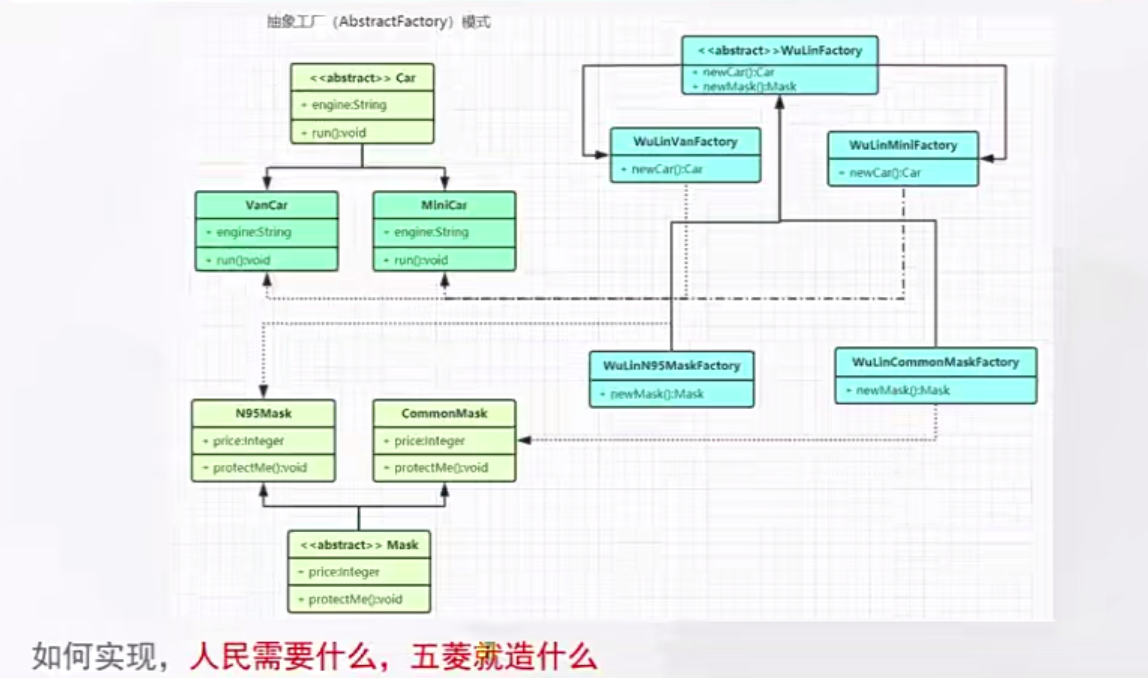 抽象工厂（AbstractFactory）模式
<<abstract>> Car
+ engine:String
+ run():void
VanCar
+ engine:String
+ run():void
MiniCar
+ engine:String
+ run():void
<<abstract>>WuLinFactory
+ newCar():Car
+ newMask():Mask
WuLinVanFactory
+ newCar():Car
WuLinMiniFactory
+ newCar():Car
WuLinN95MaskFactory
+ newMask():Mask
WuLinCommonMaskFactory
+ newMask():Mask
N95Mask
+ price:Integer
+ protectMe():void
CommonMask
+ price:Integer
+ protectMe():void
<<abstract>> Mask
+ price:Integer
+ protectMe():void
如何实现，人民需要什么，五菱就造什么